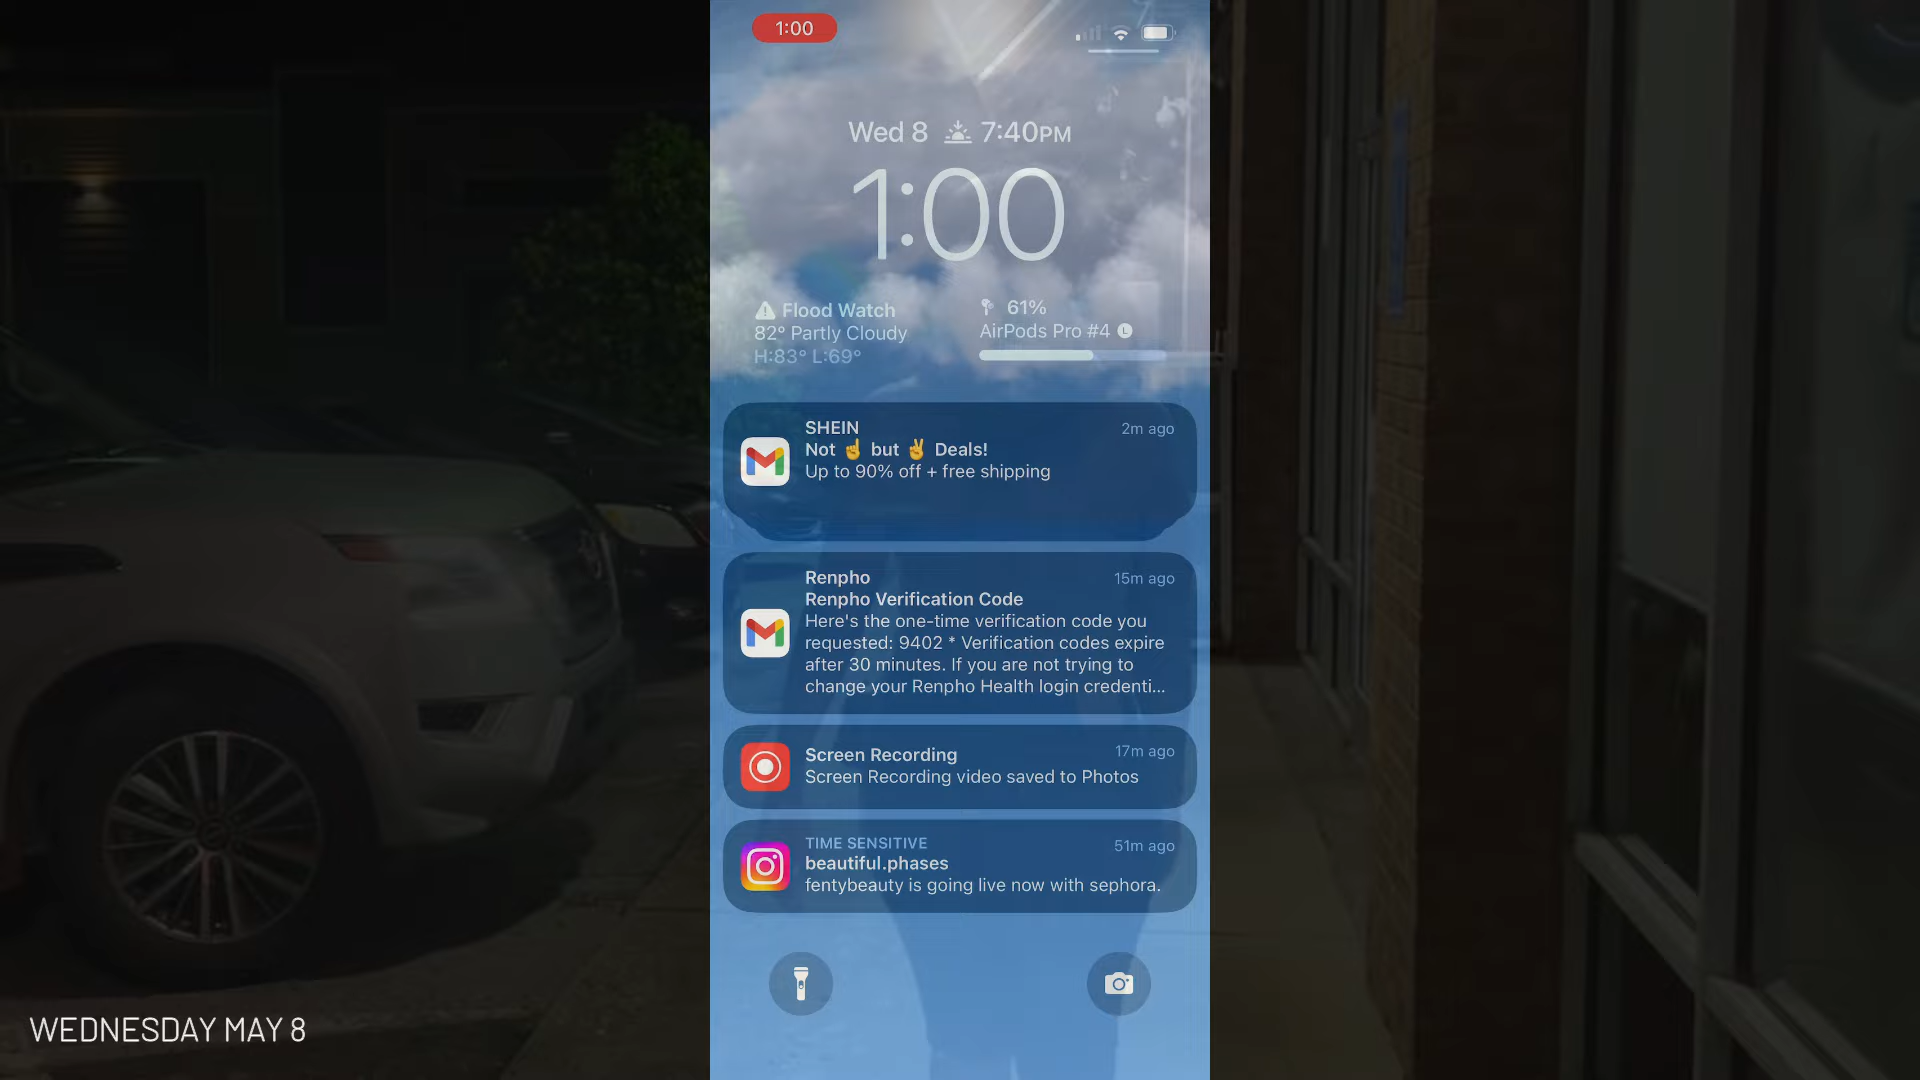 1:00
Wed 8 7:40PM
1:00
Flood Watch
82° Partly Cloudy
H:83° L:69°
61%
AirPods Pro #4 L
SHEIN 2m ago
Not ☝️ but ✌️ Deals!
Up to 90% off + free shipping
Renpho 15m ago
Renpho Verification Code
Here's the one-time verification code you
requested: 9402 * Verification codes expire
after 30 minutes. If you are not trying to
change your Renpho Health login credenti...
Screen Recording 17m ago
Screen Recording video saved to Photos
TIME SENSITIVE 51m ago
beautiful.phases
fentybeauty is going live now with sephora.
WEDNESDAY MAY 8